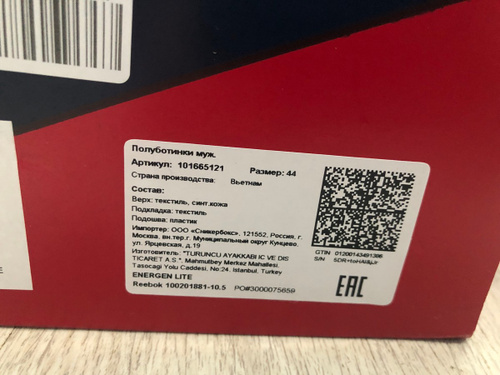 Полуботинки муж.
Артикул: 101665121 Размер: 44
Страна производства: Вьетнам
Состав:
Верх: текстиль, синт.кожа
Подкладка: текстиль
Подошва: пластик
Импортер: ООО «Сникербокс», 121552, Россия, г.
Москва. вн.тер г. Муниципальный округ Кунцево.
ул. Ярцевская, д.19
Изготовитель: "TURUNCU AYAKKABI IC VE DIS
TICARET A.S.". Mahmutbey Merkez Mahallesi.
Tasocagi Yolu Caddesi, No:24. Istanbul. Turkey
ENERGEN LITE
Reebok 100201881-10.5 PO#3000075659
GTIN 01200143491386
S/N
EAC
E